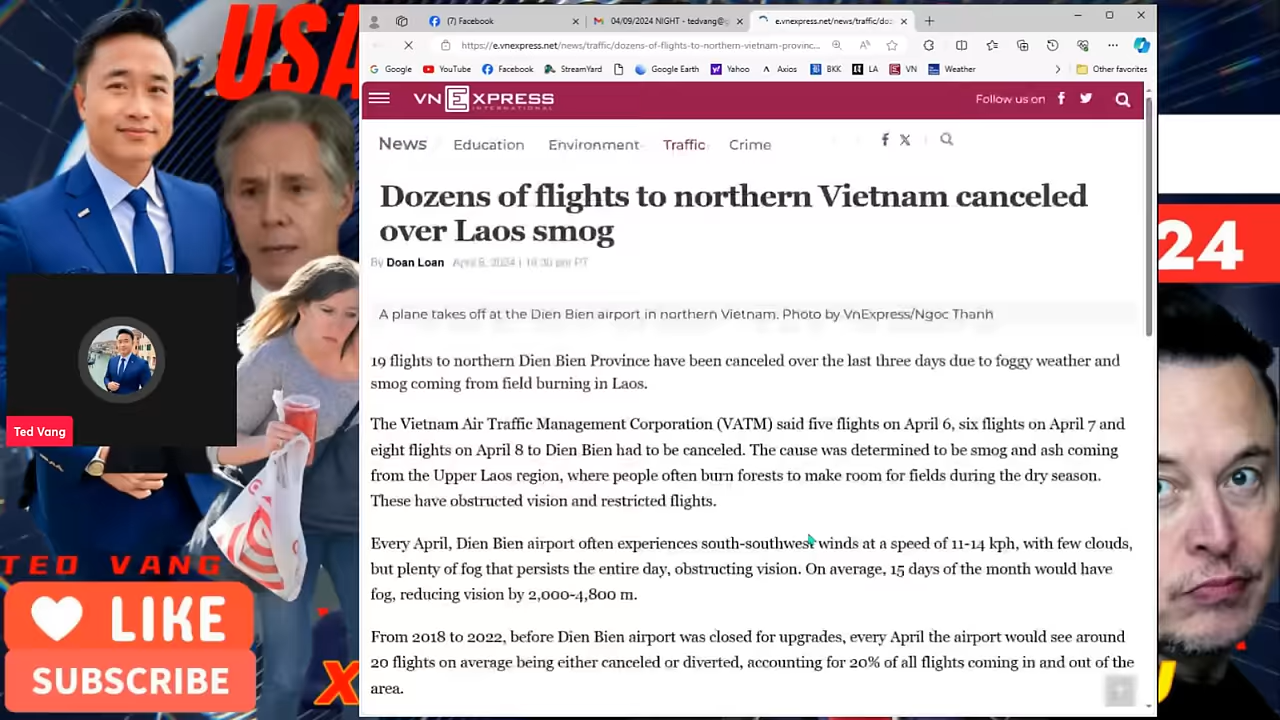 USA
(7) Facebook
04/09/2024 NIGHT - tedvang@g
e.vnexpress.net/news/traffic/doz
https://e.vnexpress.net/news/traffic/dozens-of-flights-to-northern-vietnam-provinc...
Google YouTube Facebook StreamYard Google Earth Yahoo Axios BKK LA VN Weather Other favorites
VN EXPRESS
INTERNATIONAL
Follow us on
News Education Environment Traffic Crime
Dozens of flights to northern Vietnam canceled
over Laos smog
By Doan Loan April 8, 2024 | PT
A plane takes off at the Dien Bien airport in northern Vietnam. Photo by VnExpress/Ngoc Thanh
19 flights to northern Dien Bien Province have been canceled over the last three days due to foggy weather and
smog coming from field burning in Laos.
The Vietnam Air Traffic Management Corporation (VATM) said five flights on April 6, six flights on April 7 and
eight flights on April 8 to Dien Bien had to be canceled. The cause was determined to be smog and ash coming
from the Upper Laos region, where people often burn forests to make room for fields during the dry season.
These have obstructed vision and restricted flights.
Every April, Dien Bien airport often experiences south-southwest winds at a speed of 11-14 kph, with few clouds,
but plenty of fog that persists the entire day, obstructing vision. On average, 15 days of the month would have
fog, reducing vision by 2,000-4,800 m.
From 2018 to 2022, before Dien Bien airport was closed for upgrades, every April the airport would see around
20 flights on average being either canceled or diverted, accounting for 20% of all flights coming in and out of the
area.
24
Ted Vang
TED VANG
LIKE
SUBSCRIBE
X